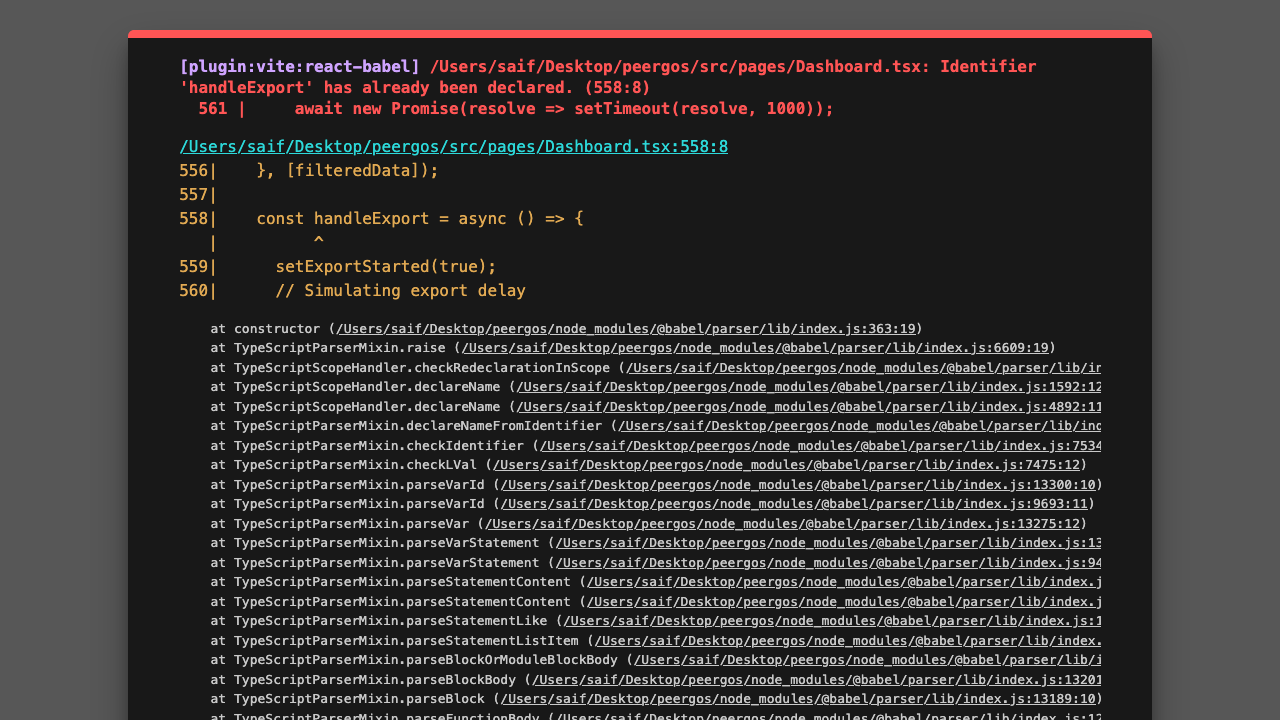 [plugin:vite:react-babel] /Users/saif/Desktop/peergos/src/pages/Dashboard.tsx: Identifier
'handleExport' has already been declared. (558:8)
  561 |     await new Promise(resolve => setTimeout(resolve, 1000));
/Users/saif/Desktop/peergos/src/pages/Dashboard.tsx:558:8
556|    }, [filteredData]);
557|
558|    const handleExport = async () => {
   |          ^
559|      setExportStarted(true);
560|      // Simulating export delay
at constructor (/Users/saif/Desktop/peergos/node_modules/@babel/parser/lib/index.js:363:19)
at TypeScriptParserMixin.raise (/Users/saif/Desktop/peergos/node_modules/@babel/parser/lib/index.js:6609:19)
at TypeScriptScopeHandler.checkRedeclarationInScope (/Users/saif/Desktop/peergos/node_modules/@babel/parser/lib/in
at TypeScriptScopeHandler.declareName (/Users/saif/Desktop/peergos/node_modules/@babel/parser/lib/index.js:1592:12
at TypeScriptScopeHandler.declareName (/Users/saif/Desktop/peergos/node_modules/@babel/parser/lib/index.js:4892:11
at TypeScriptParserMixin.declareNameFromIdentifier (/Users/saif/Desktop/peergos/node_modules/@babel/parser/lib/ind
at TypeScriptParserMixin.checkIdentifier (/Users/saif/Desktop/peergos/node_modules/@babel/parser/lib/index.js:7534
at TypeScriptParserMixin.checkLVal (/Users/saif/Desktop/peergos/node_modules/@babel/parser/lib/index.js:7475:12)
at TypeScriptParserMixin.parseVarId (/Users/saif/Desktop/peergos/node_modules/@babel/parser/lib/index.js:13300:10)
at TypeScriptParserMixin.parseVarId (/Users/saif/Desktop/peergos/node_modules/@babel/parser/lib/index.js:9693:11)
at TypeScriptParserMixin.parseVar (/Users/saif/Desktop/peergos/node_modules/@babel/parser/lib/index.js:13275:12)
at TypeScriptParserMixin.parseVarStatement (/Users/saif/Desktop/peergos/node_modules/@babel/parser/lib/index.js:13
at TypeScriptParserMixin.parseVarStatement (/Users/saif/Desktop/peergos/node_modules/@babel/parser/lib/index.js:94
at TypeScriptParserMixin.parseStatementContent (/Users/saif/Desktop/peergos/node_modules/@babel/parser/lib/index.j
at TypeScriptParserMixin.parseStatementContent (/Users/saif/Desktop/peergos/node_modules/@babel/parser/lib/index.j
at TypeScriptParserMixin.parseStatementLike (/Users/saif/Desktop/peergos/node_modules/@babel/parser/lib/index.js:1
at TypeScriptParserMixin.parseStatementListItem (/Users/saif/Desktop/peergos/node_modules/@babel/parser/lib/index.
at TypeScriptParserMixin.parseBlockOrModuleBlockBody (/Users/saif/Desktop/peergos/node_modules/@babel/parser/lib/i
at TypeScriptParserMixin.parseBlockBody (/Users/saif/Desktop/peergos/node_modules/@babel/parser/lib/index.js:13201
at TypeScriptParserMixin.parseBlock (/Users/saif/Desktop/peergos/node_modules/@babel/parser/lib/index.js:13189:10)
at TypeScriptParserMixin.parseFunctionBody (/Users/saif/Desktop/peergos/node_modules/@babel/parser/lib/index.js:12